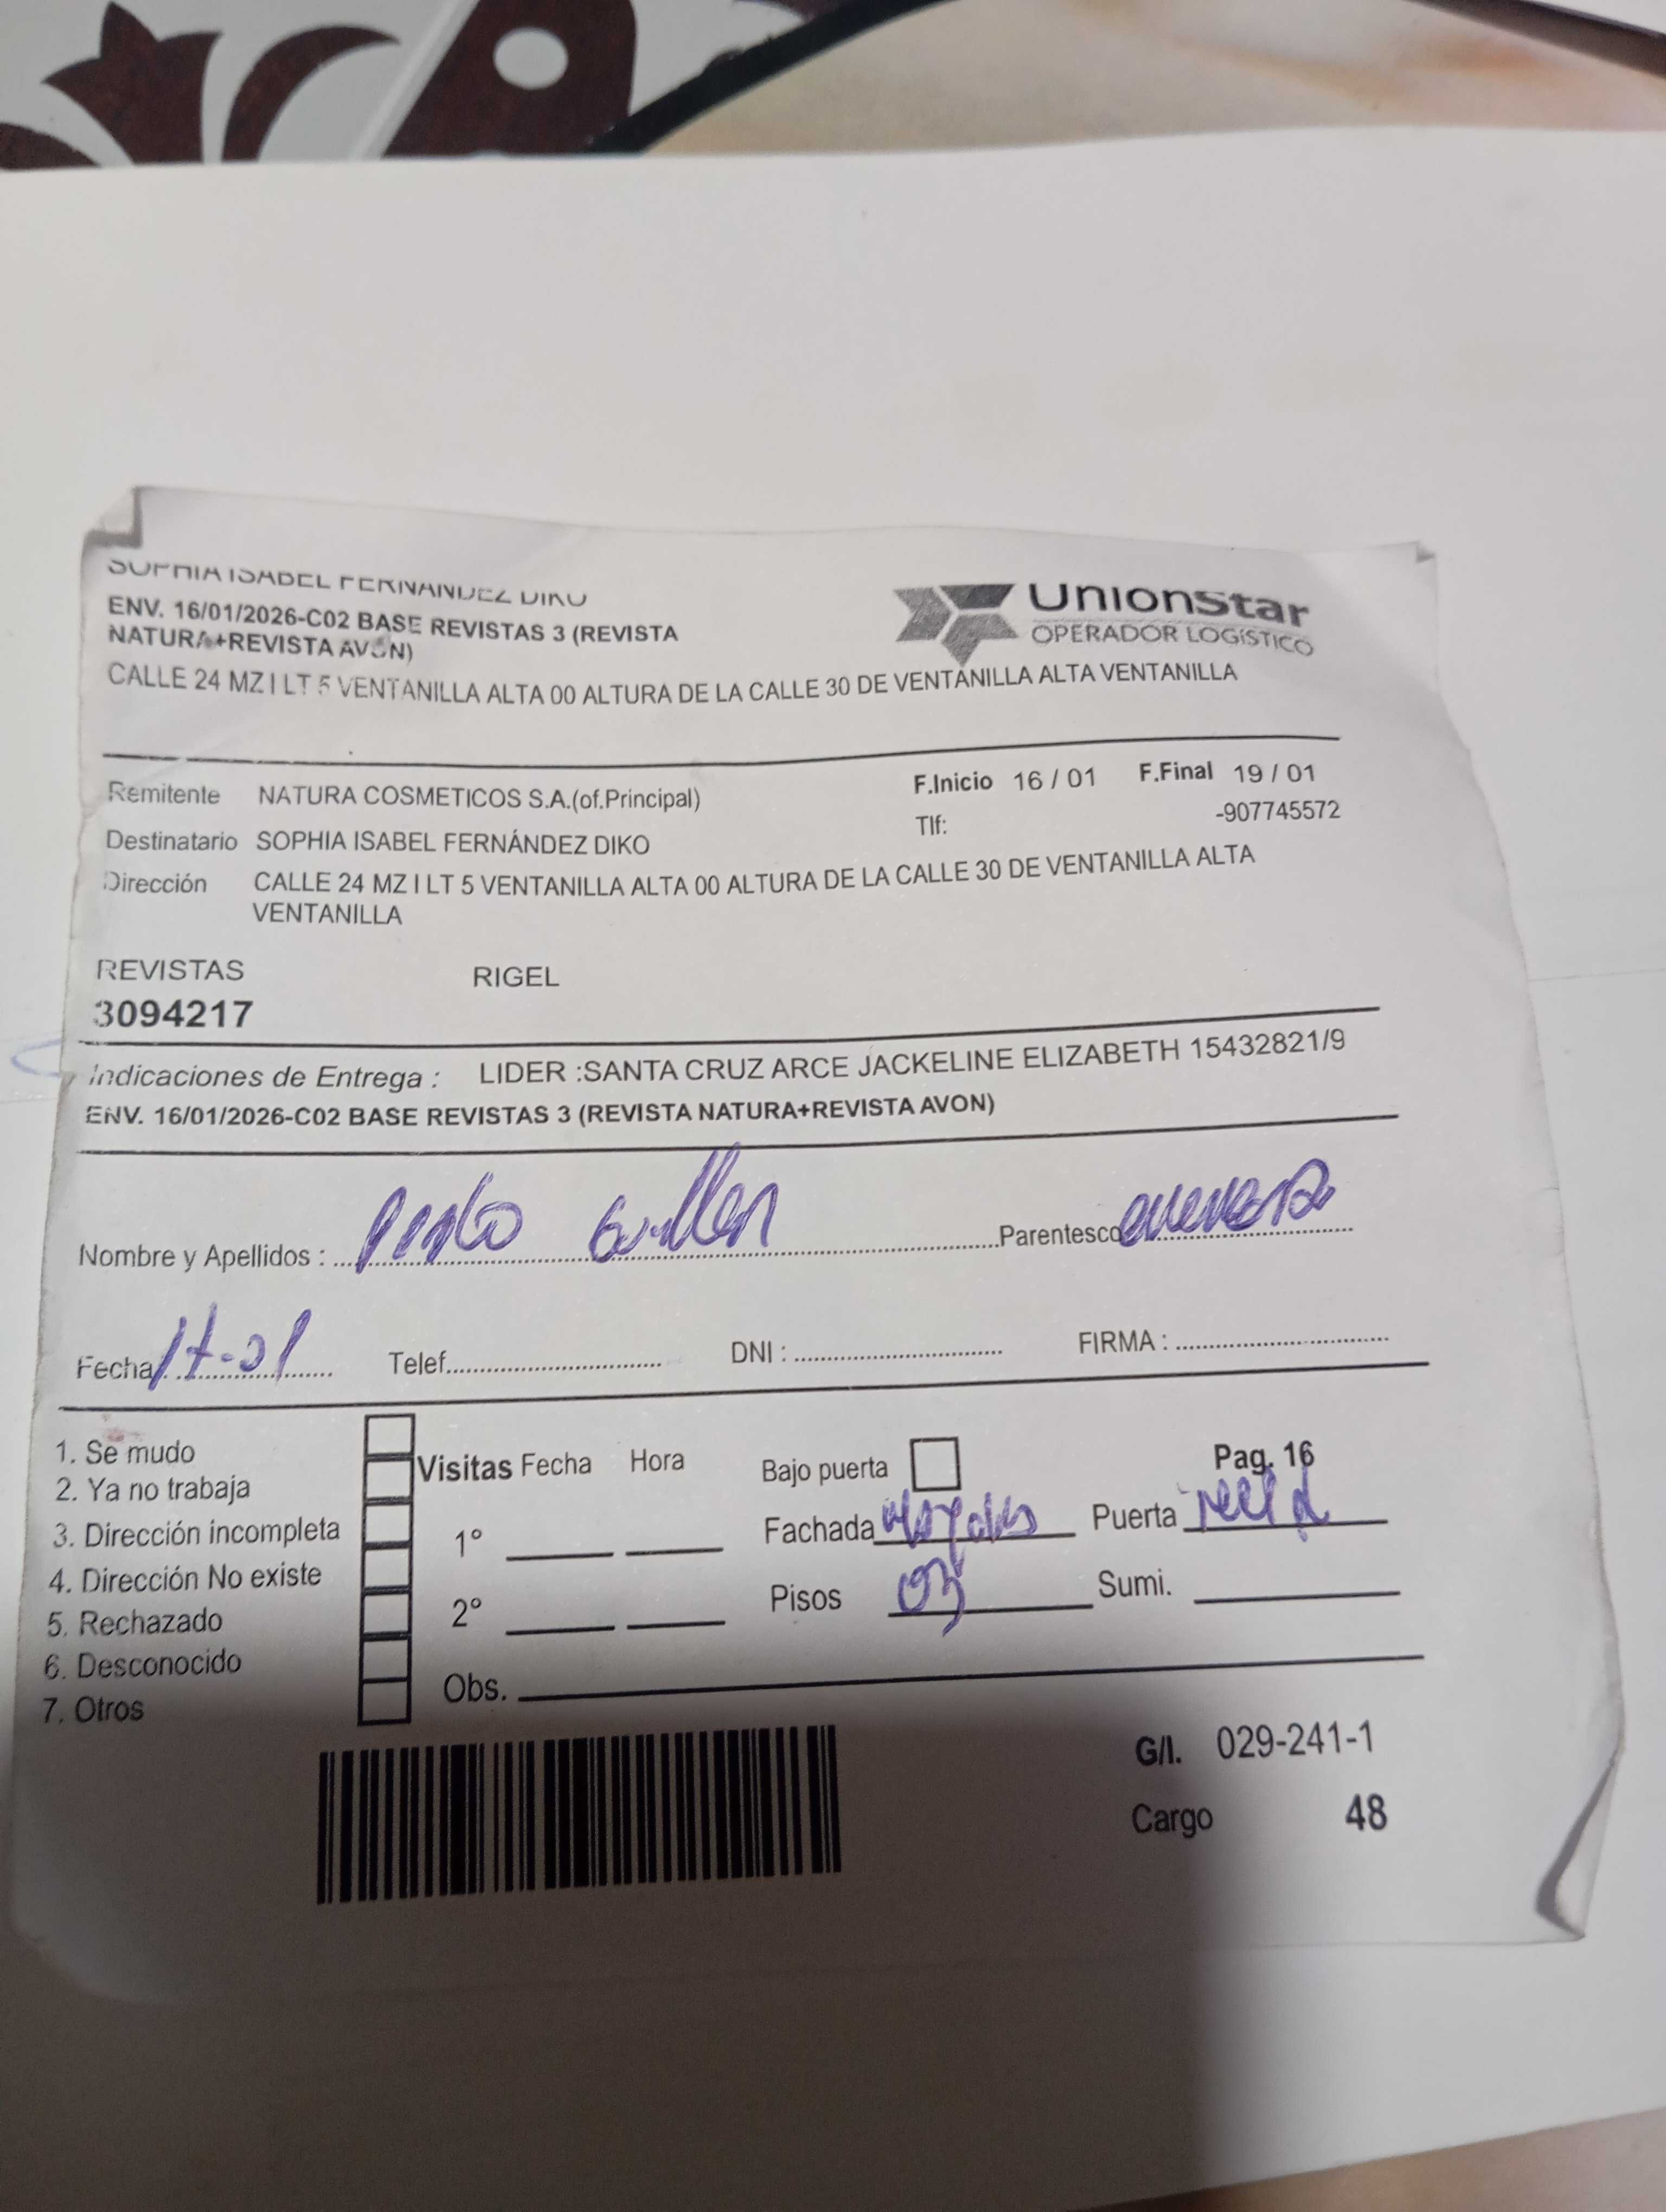 SOPHIA ISABEL FERNÁNDEZ DIKO
UnionStar
OPERADOR LOGÍSTICO
ENV. 16/01/2026-C02 BASE REVISTAS 3 (REVISTA
NATURA+REVISTA AVON)
CALLE 24 MZ I LT 5 VENTANILLA ALTA 00 ALTURA DE LA CALLE 30 DE VENTANILLA ALTA VENTANILLA
Remitente NATURA COSMETICOS S.A.(of.Principal) F.Inicio 16 / 01 F.Final 19 / 01
Tlf: -907745572
Destinatario SOPHIA ISABEL FERNÁNDEZ DIKO
Dirección CALLE 24 MZ I LT 5 VENTANILLA ALTA 00 ALTURA DE LA CALLE 30 DE VENTANILLA ALTA
VENTANILLA
REVISTAS RIGEL
3094217
Indicaciones de Entrega : LIDER :SANTA CRUZ ARCE JACKELINE ELIZABETH 15432821/9
ENV. 16/01/2026-C02 BASE REVISTAS 3 (REVISTA NATURA+REVISTA AVON)
Nombre y Apellidos : Parentesco
Fecha: 17-01 Telef. DNI : FIRMA :
1. Se mudo
2. Ya no trabaja
3. Dirección incompleta
4. Dirección No existe
5. Rechazado
6. Desconocido
7. Otros
Visitas Fecha Hora
1°
2°
Obs.
Bajo puerta Pag. 16
Fachada Puerta
Pisos 03 Sumi.
G/I. 029-241-1
Cargo 48